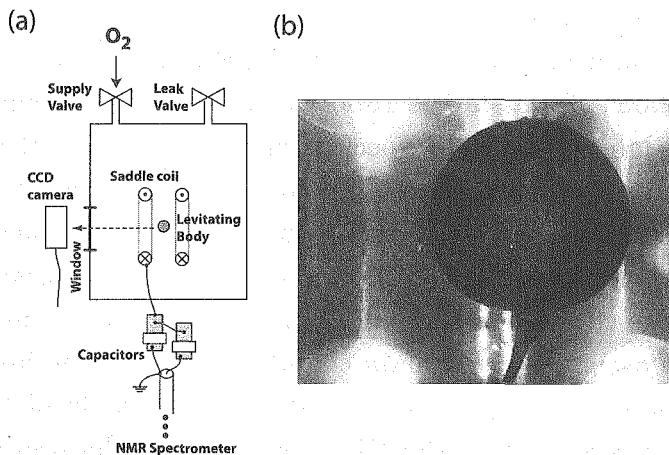 (a)
(b)
O2
Supply
Valve
Leak
Valve
CCD
camera
Saddle coil
Levitating
Body
Window
Capacitors
NMR Spectrometer